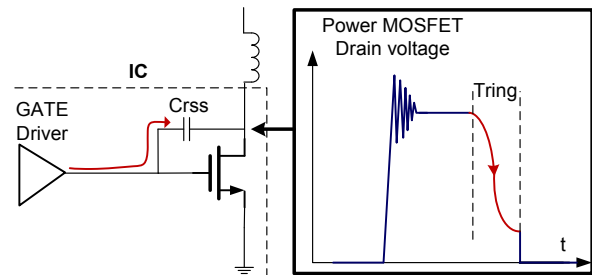 IC
GATE
Driver
Crss
Power MOSFET
Drain voltage
Tring
t